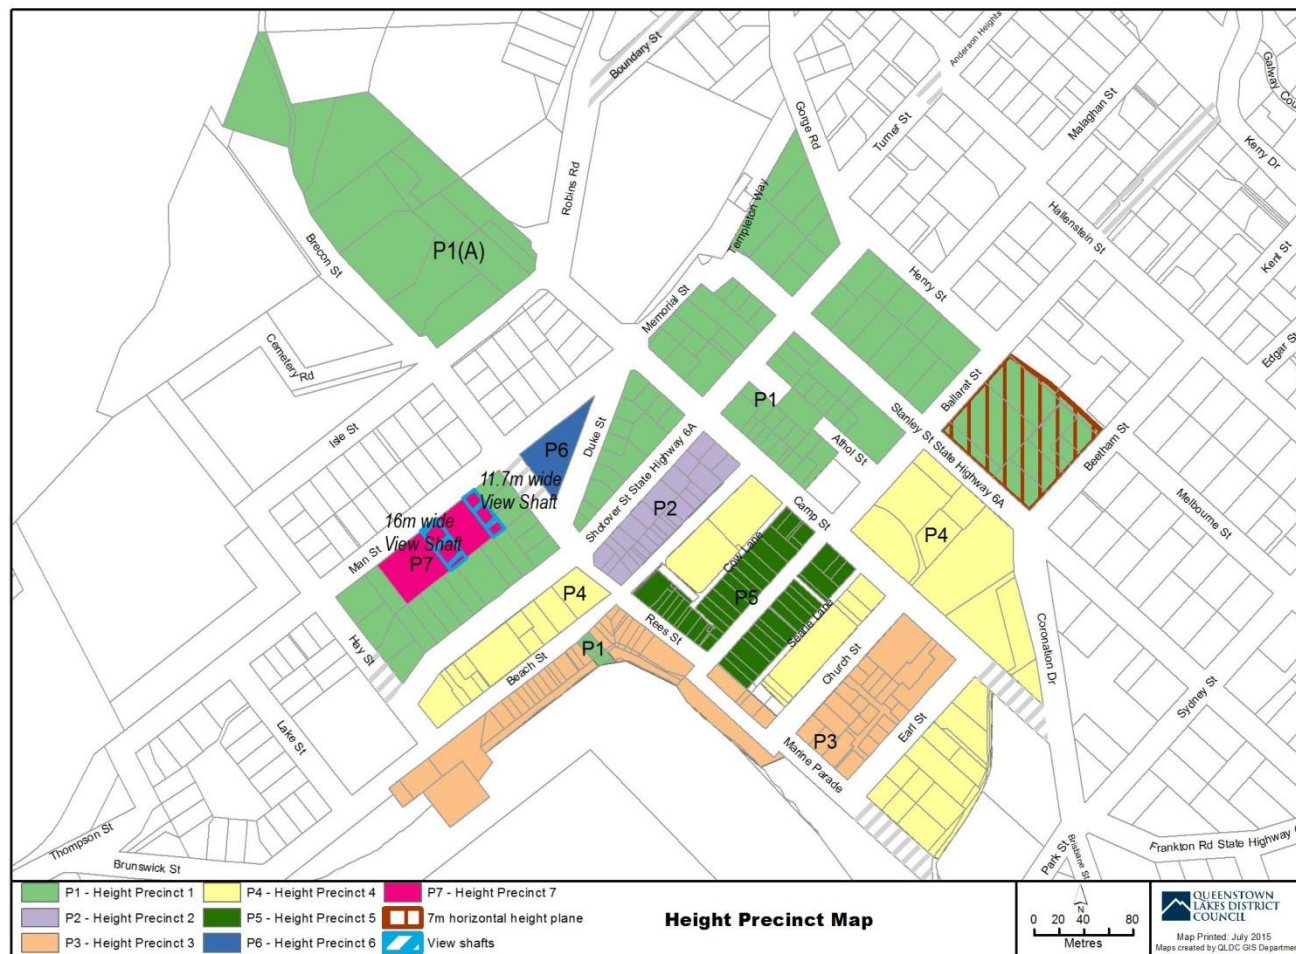 Boundary St
Anderson Heights
Galway Cou
Gorge Rd
Turner St
Malaghan St
Kerry Dr
Robins Rd
Templeton Way
Hallenstein St
Kent St
Brecon St
P1(A)
Henry St
Memorial St
Edgar St
Cemetery Rd
Ballarat St
P1
Isle St
Duke St
Shotover St State Highway 6A
Athol St
Stanley St State Highway 6A
Beetham St
P6
11.7m wide
View Shaft
16m wide
View Shaft
P2
Camp St
Melbourne St
Man St
P7
Cow Lane
P4
P4
P5
Rees St
Searle Lane
Hay St
P1
Beach St
Church St
Coronation Dr
Sydney St
Lake St
Earl St
P3
Marine Parade
Thompson St
Brunswick St
Park St
Brisbane St
Frankton Rd State Highway 6
P1 - Height Precinct 1
P4 - Height Precinct 4
P7 - Height Precinct 7
P2 - Height Precinct 2
P5 - Height Precinct 5
7m horizontal height plane
P3 - Height Precinct 3
P6 - Height Precinct 6
View shafts
Height Precinct Map
N
0 20 40 80
Metres
QUEENSTOWN
LAKES DISTRICT
COUNCIL
Map Printed: July 2015
Maps created by QLDC GIS Departmen